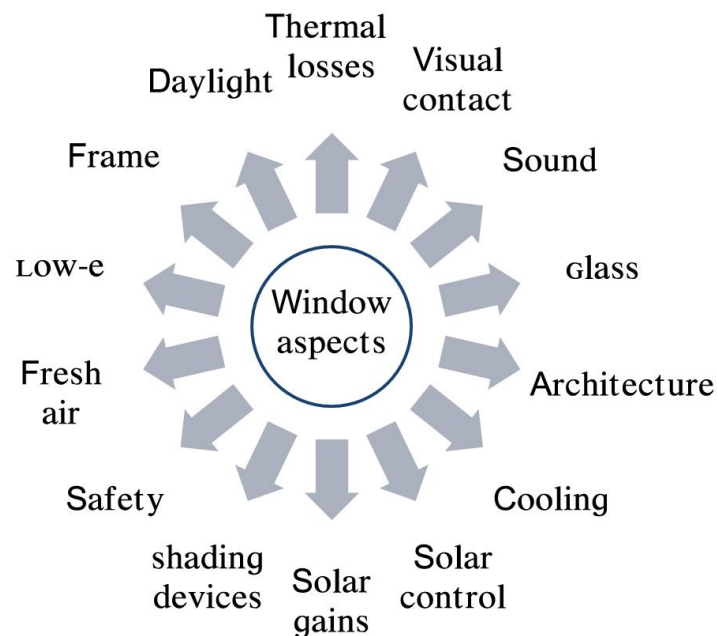 Thermal
losses
Visual
contact
Sound
Glass
Architecture
Cooling
Solar
control
Solar
gains
shading
devices
Safety
Fresh
air
Low-e
Frame
Daylight
Window
aspects